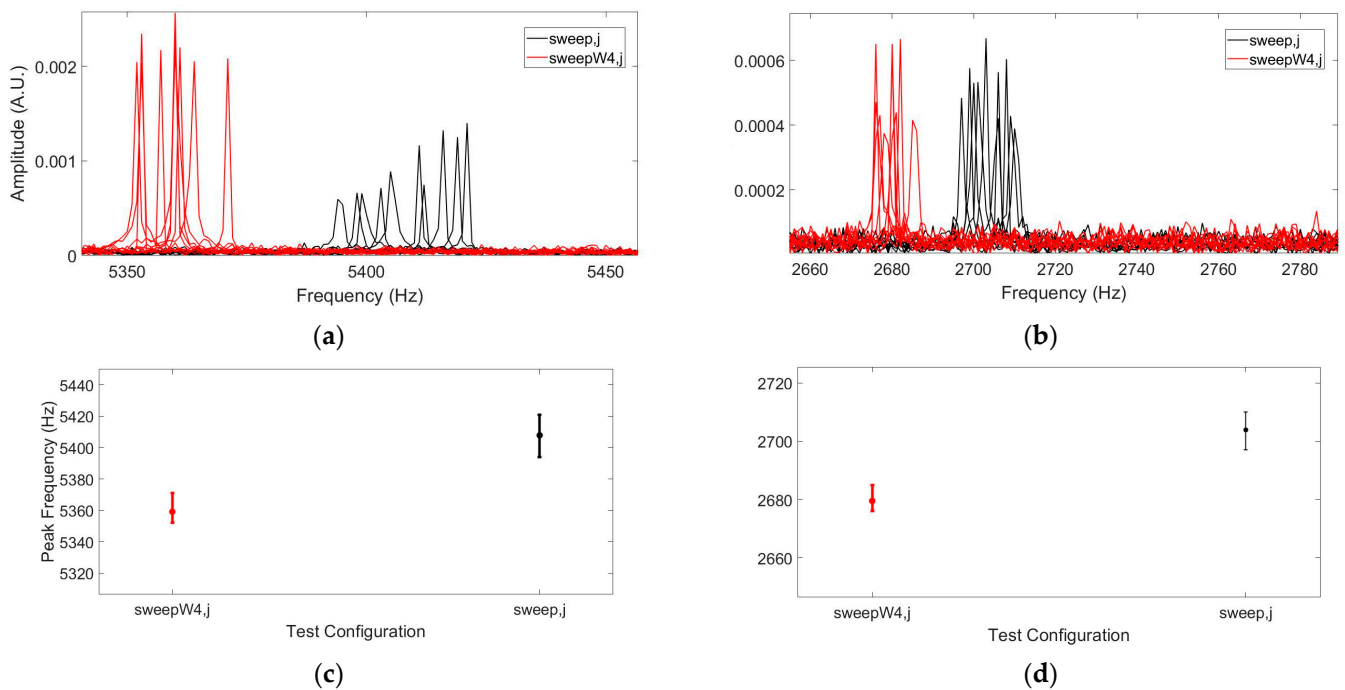 sweep,j
sweepW4,j
0.002
0.001
0
Amplitude (A.U.)
5350
5400
5450
Frequency (Hz)
(a)
sweep,j
sweepW4,j
0.0006
0.0004
0.0002
2660
2680
2700
2720
2740
2760
2780
Frequency (Hz)
(b)
5440
5420
5400
5380
5360
5340
5320
Peak Frequency (Hz)
sweepW4,j
sweep,j
Test Configuration
(c)
2720
2700
2680
2660
sweepW4,j
sweep,j
Test Configuration
(d)